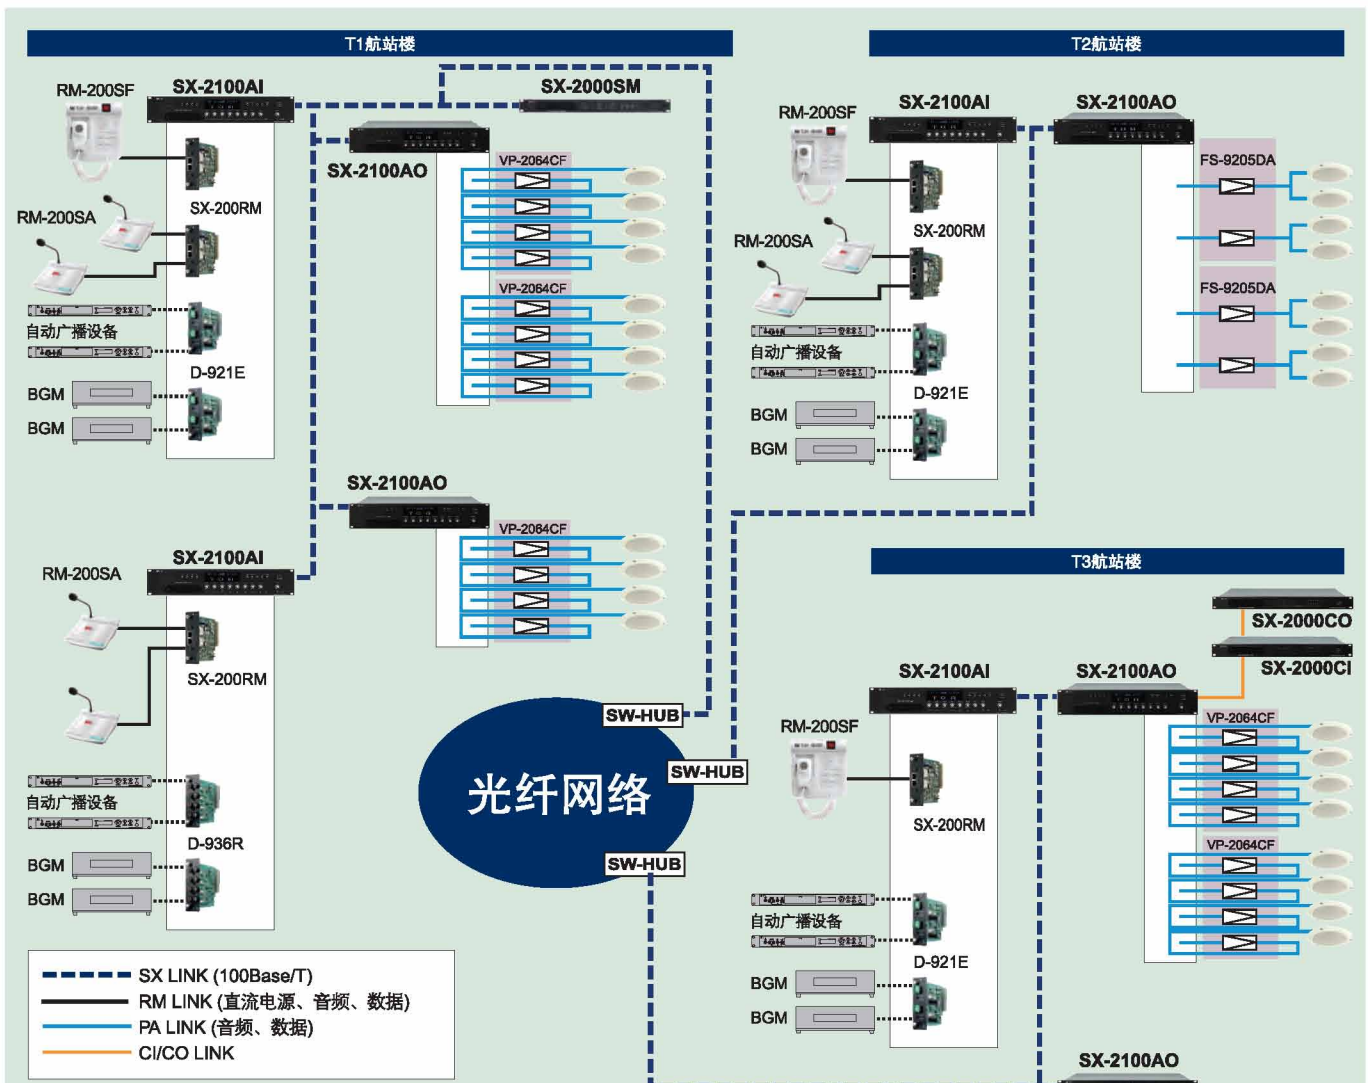 T1航站楼
RM-200SF
SX-2100AI
SX-2000SM
SX-2100AO
VP-2064CF
SX-200RM
RM-200SA
VP-2064CF
自动广播设备
D-921E
BGM
BGM
SX-2100AO
VP-2064CF
SX-2100AI
RM-200SA
SX-200RM
自动广播设备
D-936R
BGM
BGM
SW-HUB
SW-HUB
光纤网络
SW-HUB
T2航站楼
SX-2100AI
SX-2100AO
RM-200SF
FS-9205DA
SX-200RM
RM-200SA
FS-9205DA
自动广播设备
D-921E
BGM
BGM
T3航站楼
SX-2000CO
SX-2000CI
SX-2100AI
SX-2100AO
RM-200SF
VP-2064CF
SX-200RM
VP-2064CF
自动广播设备
D-921E
BGM
BGM
SX-2100AO
SX LINK (100Base/T)
RM LINK (直流电源、音频、数据)
PA LINK (音频、数据)
CI/CO LINK